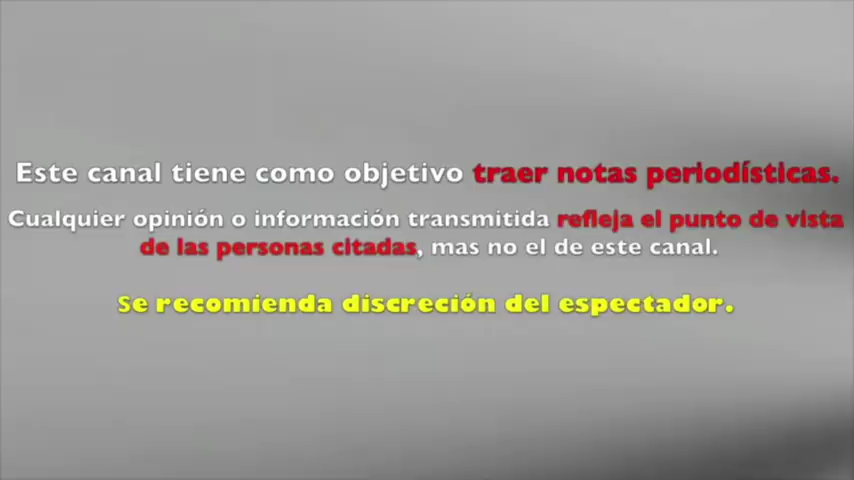 Este canal tiene como objetivo traer notas periodísticas.
Cualquier opinión o información transmitida refleja el punto de vista
de las personas citadas, mas no el de este canal.
Se recomienda discreción del espectador.